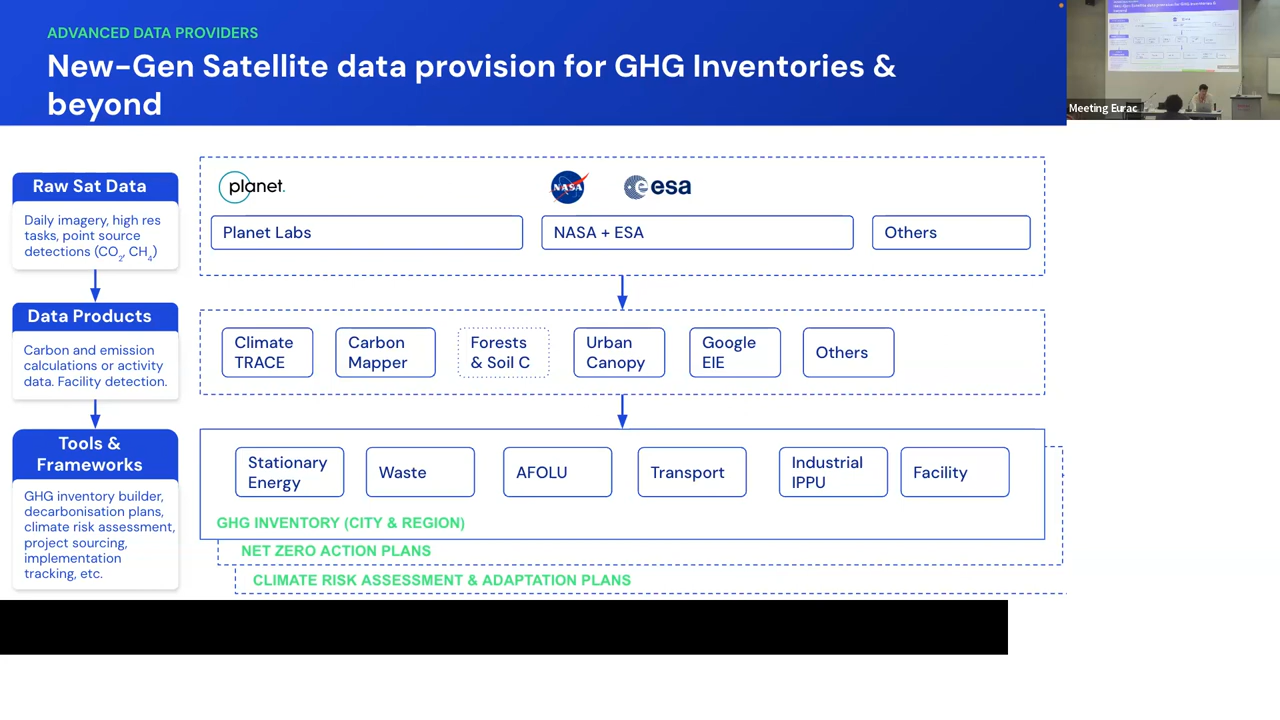 ADVANCED DATA PROVIDERS
New-Gen Satellite data provision for GHG Inventories &
beyond
Meeting Eurac
Raw Sat Data
Daily imagery, high res
tasks, point source
detections (CO2, CH4)
planet.
NASA
esa
Planet Labs
NASA + ESA
Others
Data Products
Carbon and emission
calculations or activity
data. Facility detection.
Climate
TRACE
Carbon
Mapper
Forests
& Soil C
Urban
Canopy
Google
EIE
Others
Tools &
Frameworks
GHG inventory builder,
decarbonisation plans,
climate risk assessment,
project sourcing,
implementation
tracking, etc.
Stationary
Energy
Waste
AFOLU
Transport
Industrial
IPPU
Facility
GHG INVENTORY (CITY & REGION)
NET ZERO ACTION PLANS
CLIMATE RISK ASSESSMENT & ADAPTATION PLANS